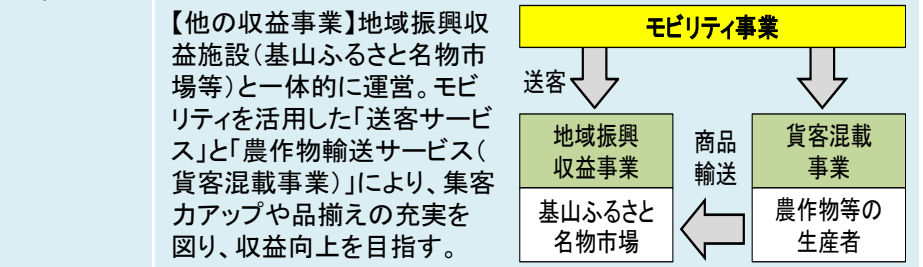 【他の収益事業】地域振興収
益施設(基山ふるさと名物市
場等)と一体的に運営。モビ
リティを活用した「送客サービ
ス」と「農作物輸送サービス(
貨客混載事業)」により、集客
力アップや品揃えの充実を
図り、収益向上を目指す。
モビリティ事業
送客
地域振興
収益事業
商品
輸送
貨客混載
事業
基山ふるさと
名物市場
農作物等の
生産者